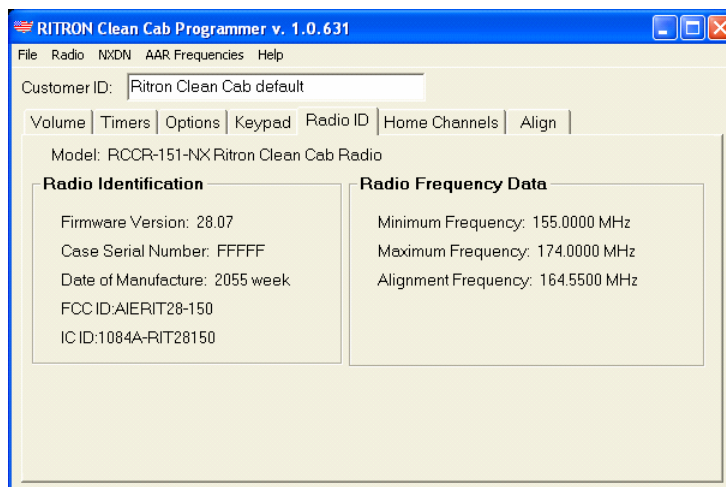 RITRON Clean Cab Programmer v. 1.0.631
File Radio NXDN AAR Frequencies Help
Customer ID: Ritron Clean Cab default
Volume Timers Options Keypad Radio ID Home Channels Align
Model: RCCR-151-NX Ritron Clean Cab Radio
Radio Identification
Firmware Version: 28.07
Case Serial Number: FFFFF
Date of Manufacture: 2055 week
FCC ID:AIERIT28-150
IC ID:1084A-RIT28150
Radio Frequency Data
Minimum Frequency: 155.0000 MHz
Maximum Frequency: 174.0000 MHz
Alignment Frequency: 164.5500 MHz